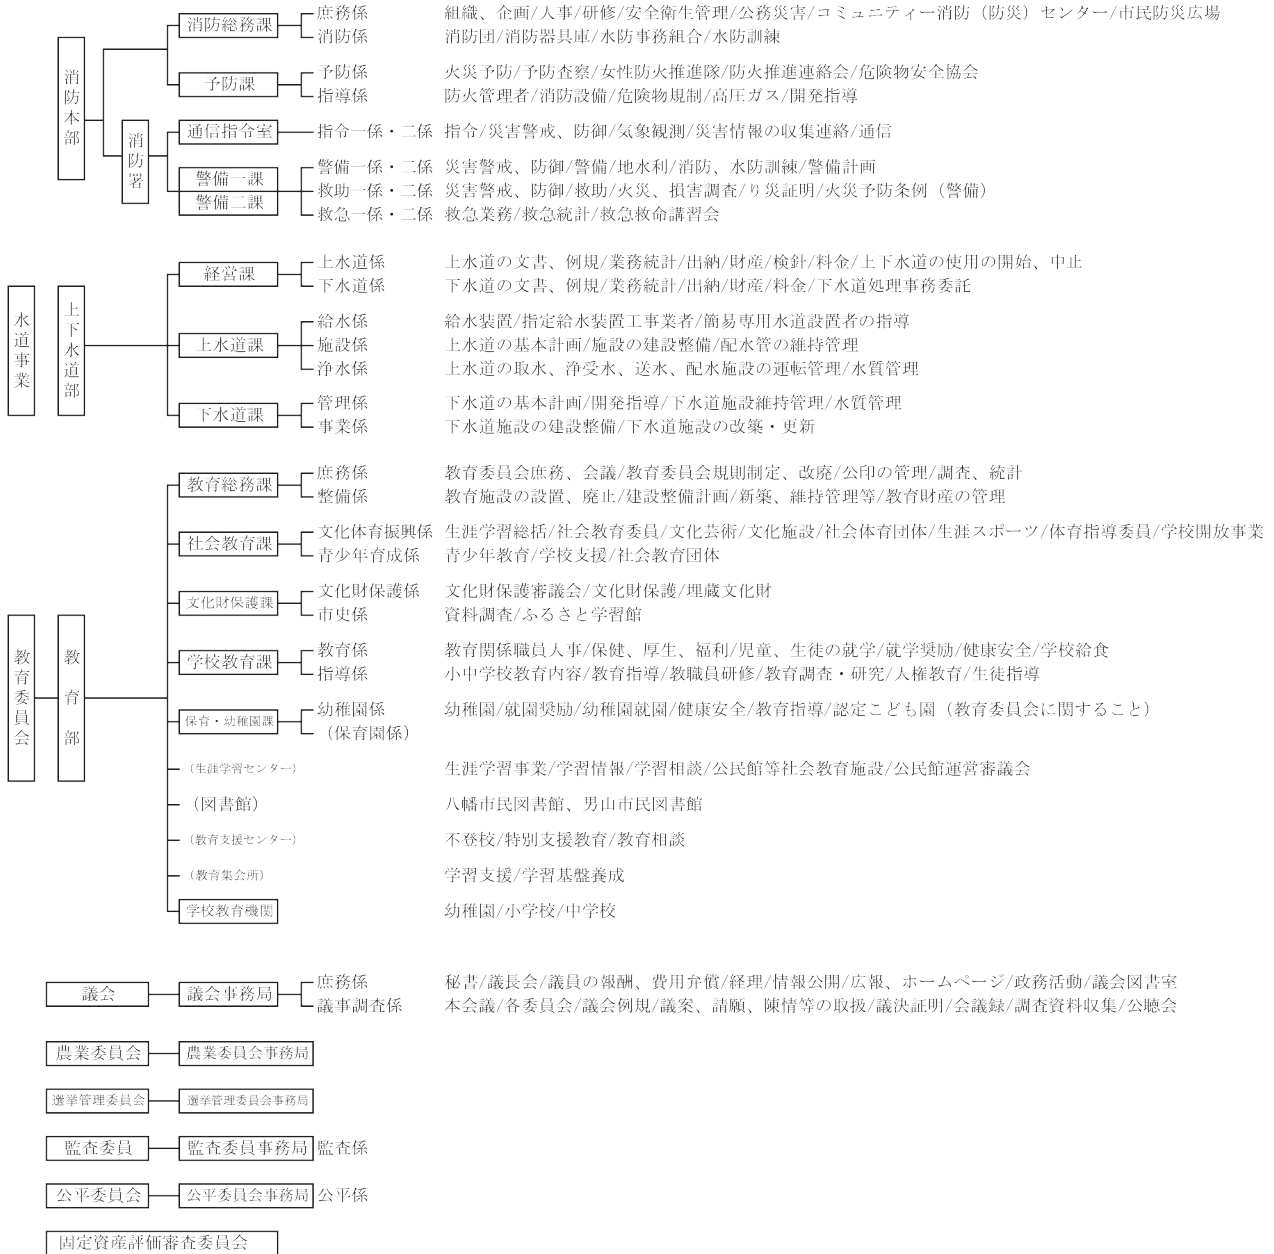 消防本部
消防署
消防総務課
庶務係 組織、企画/人事/研修/安全衛生管理/公務災害/コミュニティー消防（防災）センター/市民防災広場
消防係 消防団/消防器具庫/水防事務組合/水防訓練
予防課
予防係 火災予防/予防査察/女性防火推進隊/防火推進連絡会/危険物安全協会
指導係 防火管理者/消防設備/危険物規制/高圧ガス/開発指導
通信指令室 指令一係・二係 指令/災害警戒、防御/気象観測/災害情報の収集連絡/通信
警備一課
警備二課
警備一係・二係 災害警戒、防御/警備/地水利/消防、水防訓練/警備計画
救助一係・二係 災害警戒、防御/救助/火災、損害調査/り災証明/火災予防条例（警備）
救急一係・二係 救急業務/救急統計/救急救命講習会
水道事業
上下水道部
経営課
上水道係 上水道の文書、例規/業務統計/出納/財産/検針/料金/上下水道の使用の開始、中止
下水道係 下水道の文書、例規/業務統計/出納/財産/料金/下水道処理事務委託
上水道課
給水係 給水装置/指定給水装置工事業者/簡易専用水道設置者の指導
施設係 上水道の基本計画/施設の建設整備/配水管の維持管理
浄水係 上水道の取水、浄受水、送水、配水施設の運転管理/水質管理
下水道課
管理係 下水道の基本計画/開発指導/下水道施設維持管理/水質管理
事業係 下水道施設の建設整備/下水道施設の改築・更新
教育委員会
教育部
教育総務課
庶務係 教育委員会庶務、会議/教育委員会規則制定、改廃/公印の管理/調査、統計
整備係 教育施設の設置、廃止/建設整備計画/新築、維持管理等/教育財産の管理
社会教育課
文化体育振興係 生涯学習総括/社会教育委員/文化芸術/文化施設/社会体育団体/生涯スポーツ/体育指導委員/学校開放事業
青少年育成係 青少年教育/学校支援/社会教育団体
文化財保護課
文化財保護係 文化財保護審議会/文化財保護/埋蔵文化財
市史係 資料調査/ふるさと学習館
学校教育課
教育係 教育関係職員人事/保健、厚生、福利/児童、生徒の就学/就学奨励/健康安全/学校給食
指導係 小中学校教育内容/教育指導/教職員研修/教育調査・研究/人権教育/生徒指導
保育・幼稚園課
幼稚園係 幼稚園/就園奨励/幼稚園就園/健康安全/教育指導/認定こども園（教育委員会に関すること）
（保育園係）
（生涯学習センター） 生涯学習事業/学習情報/学習相談/公民館等社会教育施設/公民館運営審議会
（図書館） 八幡市民図書館、男山市民図書館
（教育支援センター） 不登校/特別支援教育/教育相談
（教育集会所） 学習支援/学習基盤養成
学校教育機関 幼稚園/小学校/中学校
議会 議会事務局
庶務係 秘書/議長会/議員の報酬、費用弁償/経理/情報公開/広報、ホームページ/政務活動/議会図書室
議事調査係 本会議/各委員会/議会例規/議案、請願、陳情等の取扱/議決証明/会議録/調査資料収集/公聴会
農業委員会 農業委員会事務局
選挙管理委員会 選挙管理委員会事務局
監査委員 監査委員事務局 監査係
公平委員会 公平委員会事務局 公平係
固定資産評価審査委員会